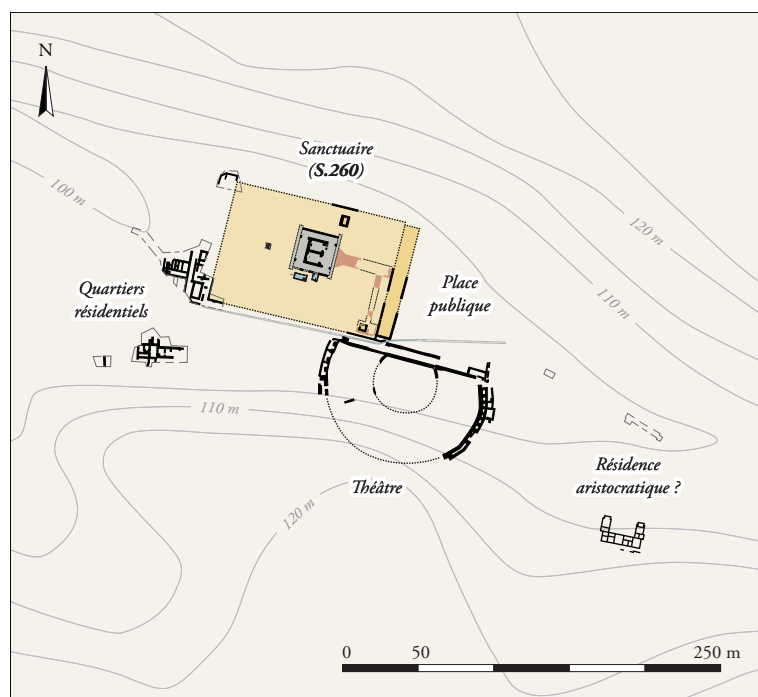 N
Sanctuaire
(S.260)
100 m
120 m
Quartiers
résidentiels
Place
publique
110 m
110 m
Résidence
aristocratique ?
Théâtre
120 m
0 50 250 m